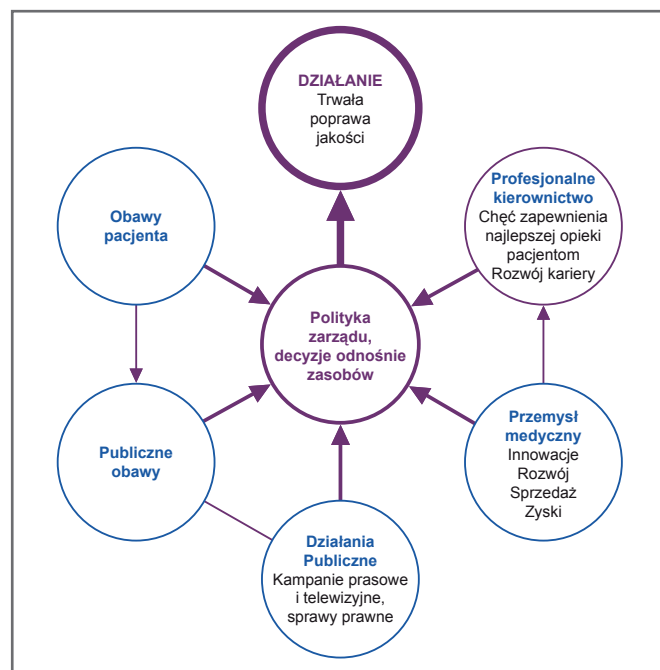 DZIAŁANIE
Trwała
poprawa
jakości
Obawy
pacjenta
Profesjonalne
kierownictwo
Chęć zapewnienia
najlepszej opieki
pacjentom
Rozwój kariery
Polityka
zarządu,
decyzje odnośnie
zasobów
Publiczne
obawy
Przemysł
medyczny
Innowacje
Rozwój
Sprzedaż
Zyski
Działania
Publiczne
Kampanie prasowe
i telewizyjne,
sprawy prawne